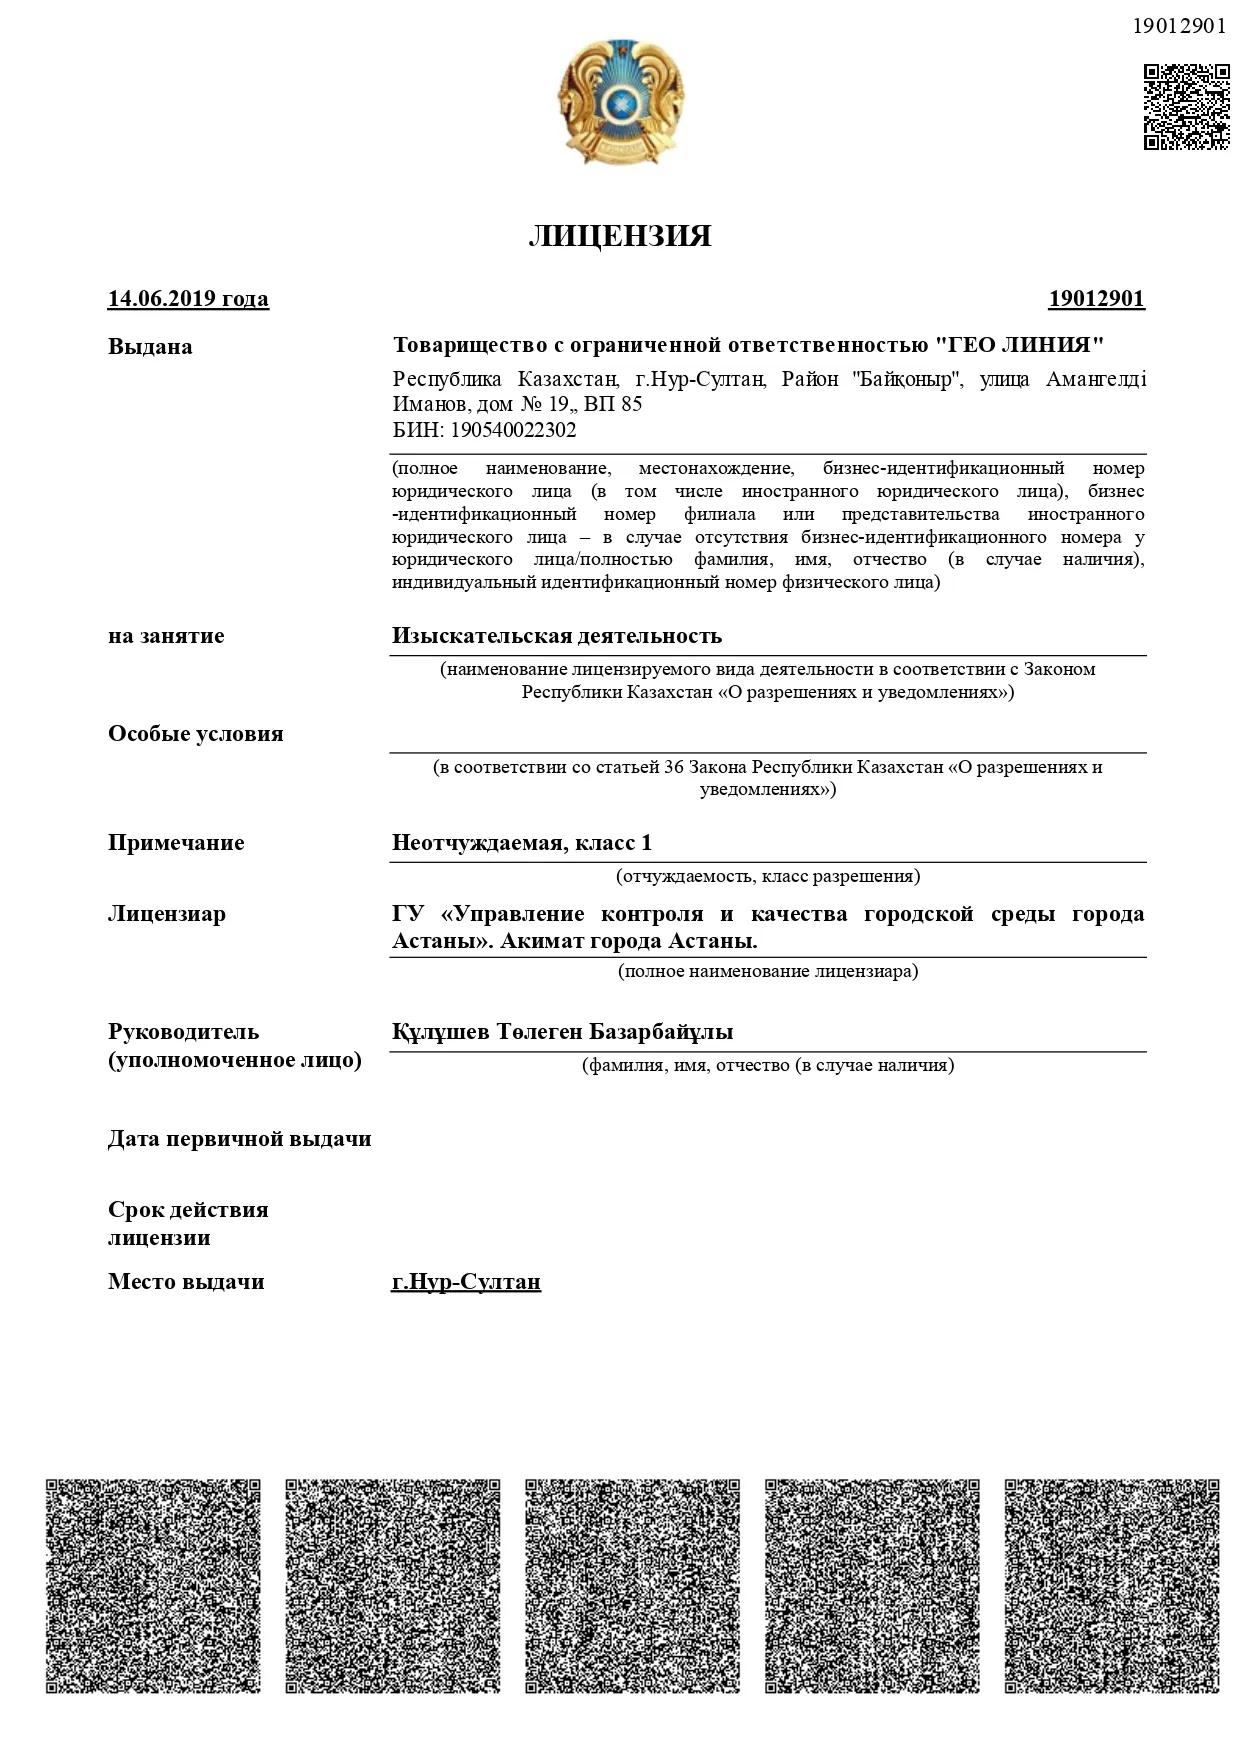 19012901
ЛИЦЕНЗИЯ
14.06.2019 года
19012901
Выдана
Товарищество с ограниченной ответственностью "ГЕО ЛИНИЯ"
Республика Казахстан, г.Нур-Султан, Район "Байқоныр", улица Амангелді
Иманов, дом № 19,, ВП 85
БИН: 190540022302
(полное наименование, местонахождение, бизнес-идентификационный номер
юридического лица (в том числе иностранного юридического лица), бизнес
-идентификационный номер филиала или представительства иностранного
юридического лица – в случае отсутствия бизнес-идентификационного номера у
юридического лица/полностью фамилия, имя, отчество (в случае наличия),
индивидуальный идентификационный номер физического лица)
на занятие
Изыскательская деятельность
(наименование лицензируемого вида деятельности в соответствии с Законом
Республики Казахстан «О разрешениях и уведомлениях»)
Особые условия
(в соответствии со статьей 36 Закона Республики Казахстан «О разрешениях и
уведомлениях»)
Примечание
Неотчуждаемая, класс 1
(отчуждаемость, класс разрешения)
Лицензиар
ГУ «Управление контроля и качества городской среды города
Астаны». Акимат города Астаны.
(полное наименование лицензиара)
Руководитель
(уполномоченное лицо)
Құлұшев Төлеген Базарбайұлы
(фамилия, имя, отчество (в случае наличия)
Дата первичной выдачи
Срок действия
лицензии
Место выдачи
г.Нур-Султан